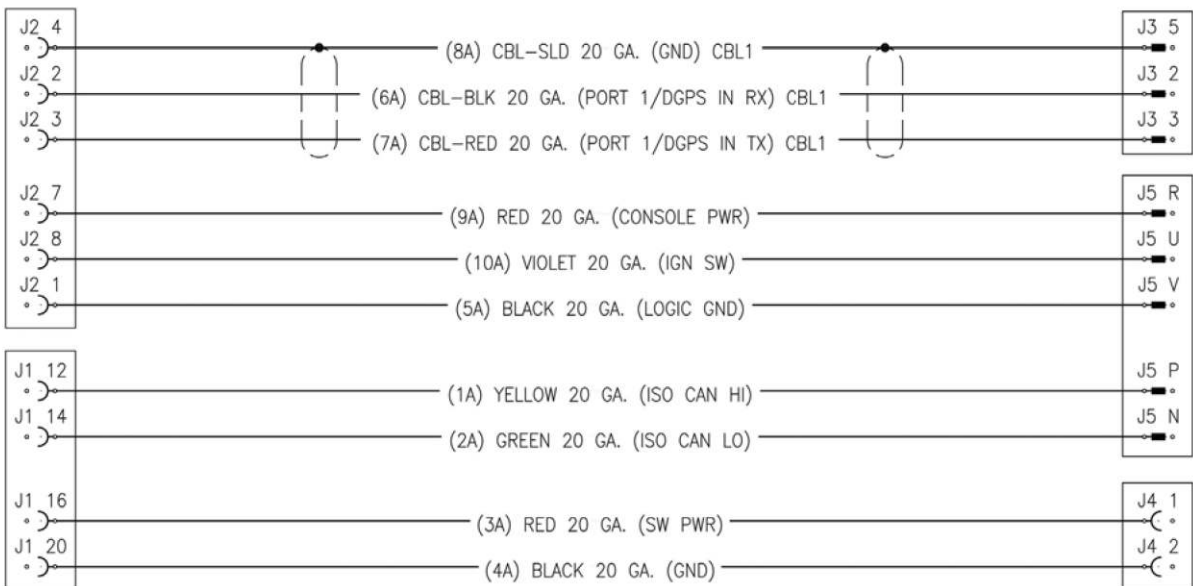 J2 4 (8A) CBL-SLD 20 GA. (GND) CBL1 J3 5
J2 2 (6A) CBL-BLK 20 GA. (PORT 1/DGPS IN RX) CBL1 J3 2
J2 3 (7A) CBL-RED 20 GA. (PORT 1/DGPS IN TX) CBL1 J3 3
J2 7 (9A) RED 20 GA. (CONSOLE PWR) J5 R
J2 8 (10A) VIOLET 20 GA. (IGN SW) J5 U
J2 1 (5A) BLACK 20 GA. (LOGIC GND) J5 V
J1 12 (1A) YELLOW 20 GA. (ISO CAN HI) J5 P
J1 14 (2A) GREEN 20 GA. (ISO CAN LO) J5 N
J1 16 (3A) RED 20 GA. (SW PWR) J4 1
J1 20 (4A) BLACK 20 GA. (GND) J4 2